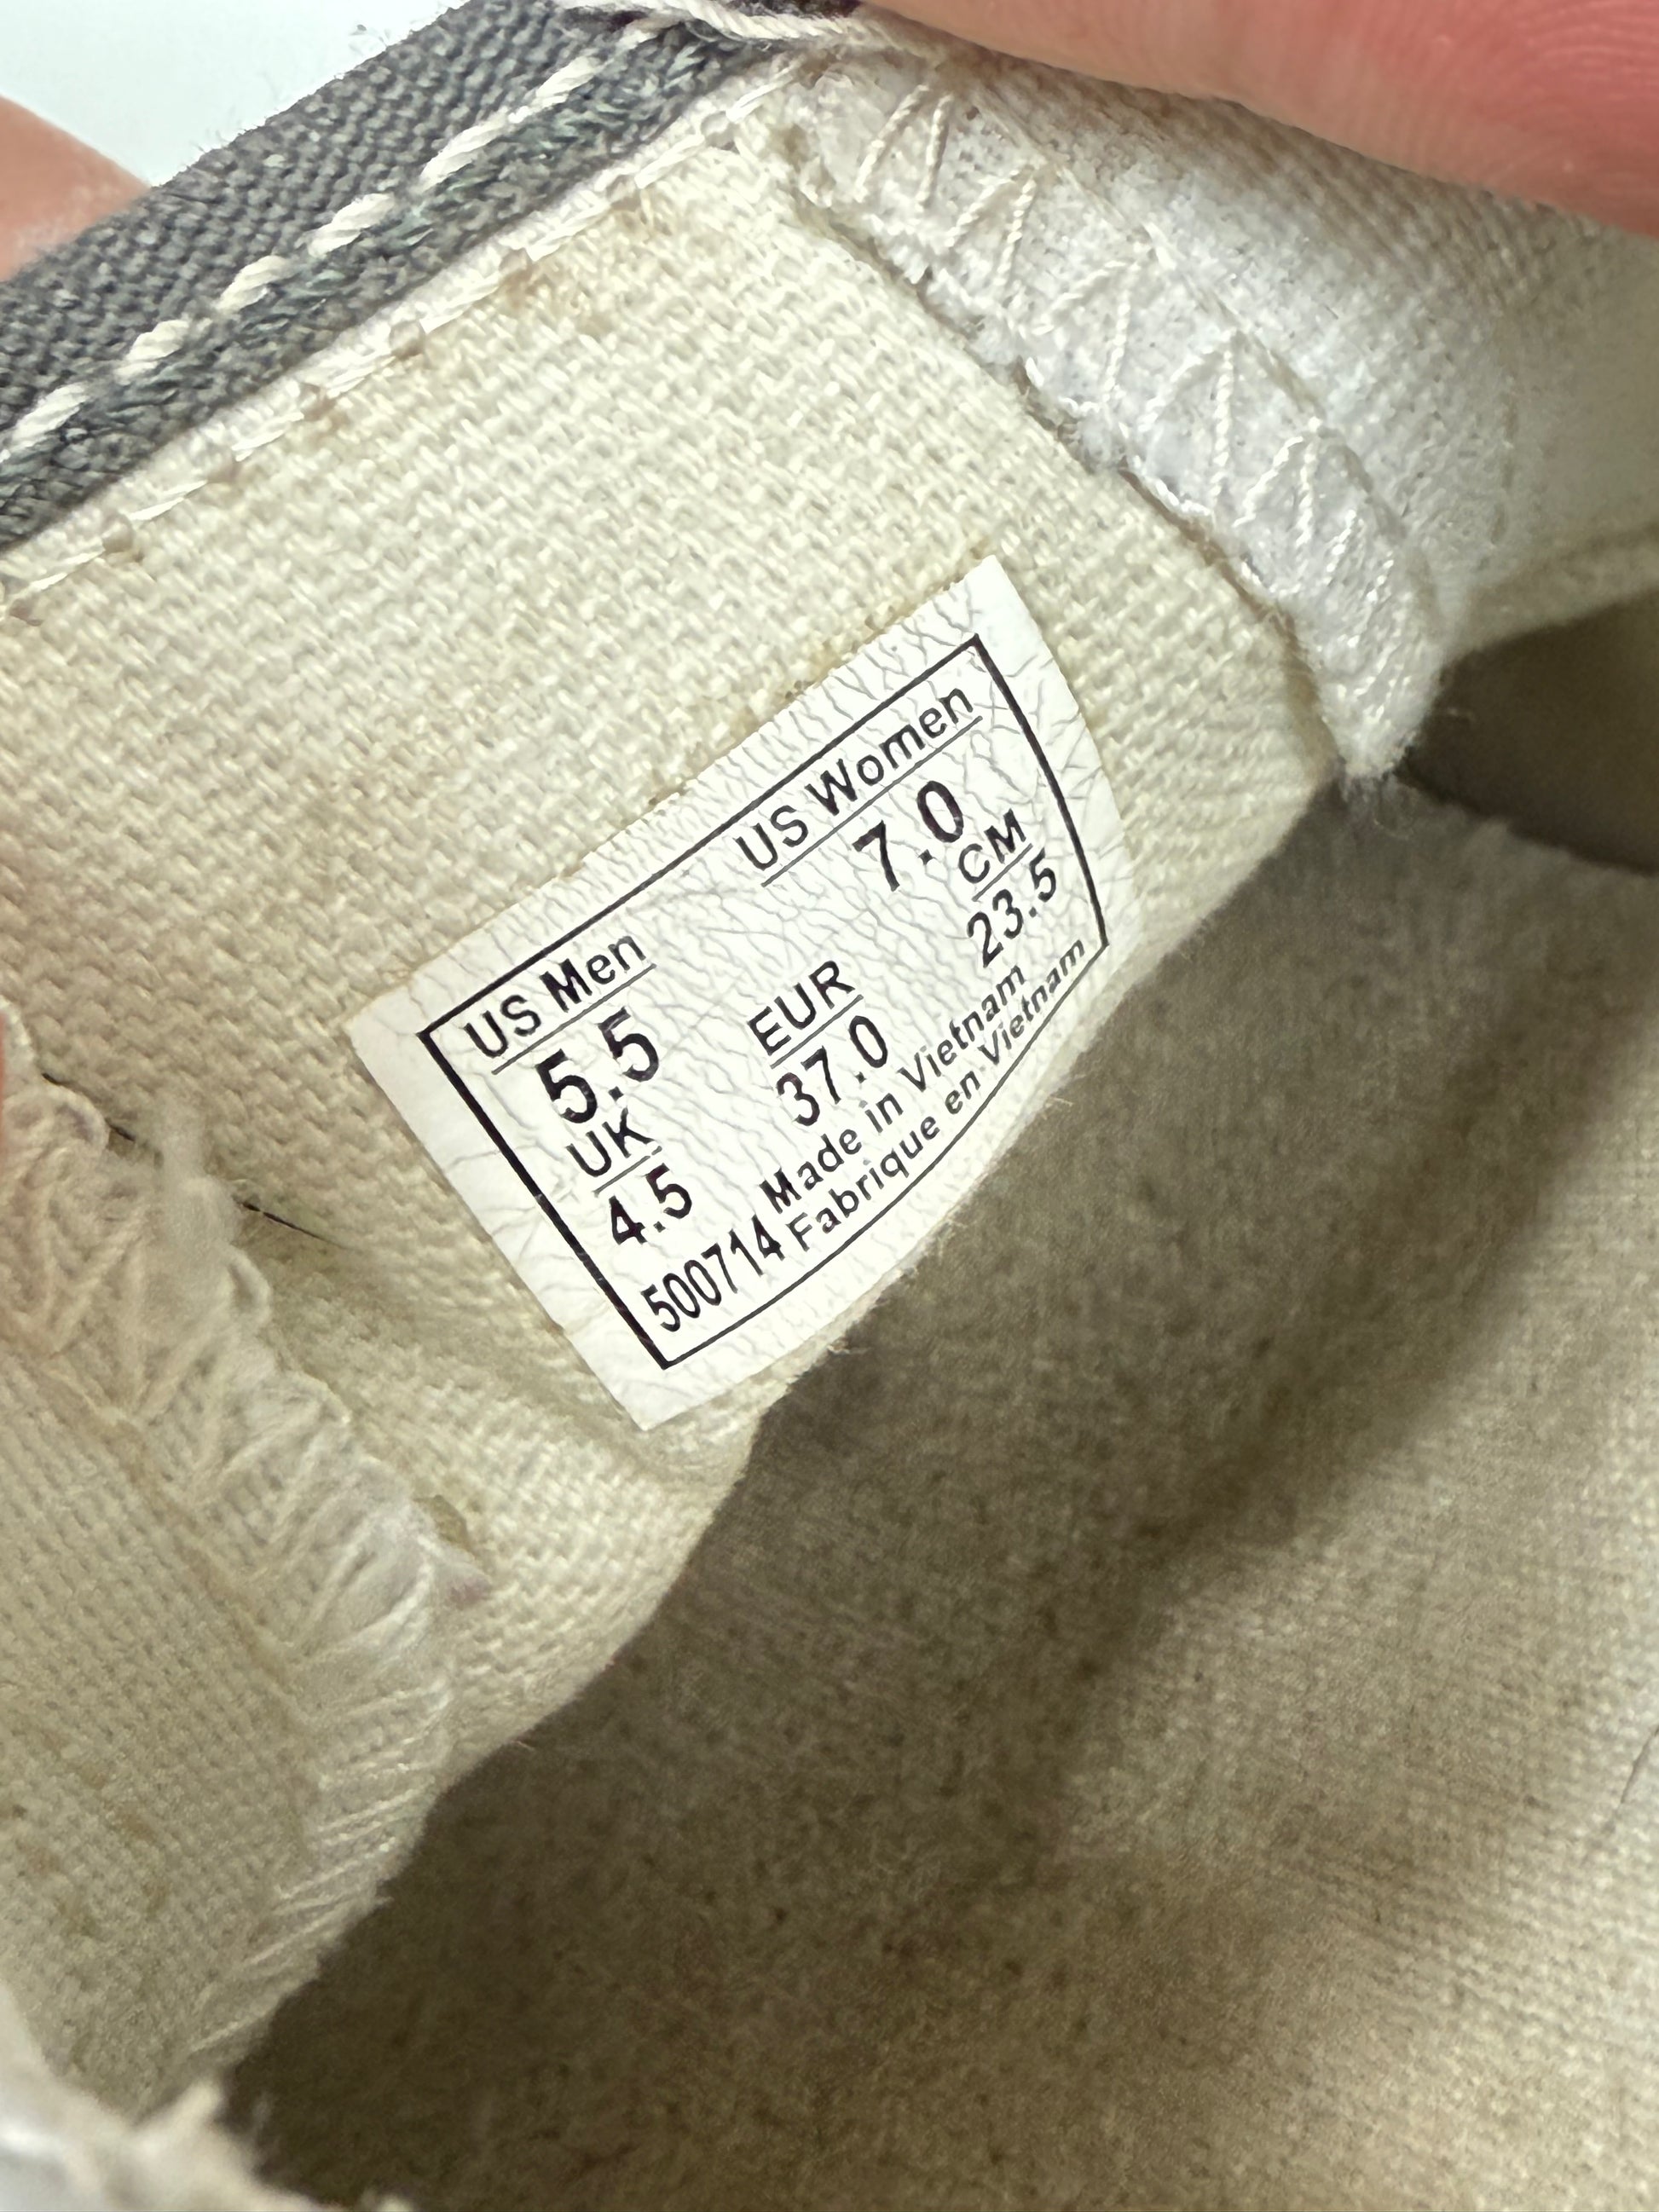 US Men US Women
5.5 7.0
UK EUR CM
4.5 37.0 23.5
500714 Made in Vietnam
Fabrique en Vietnam